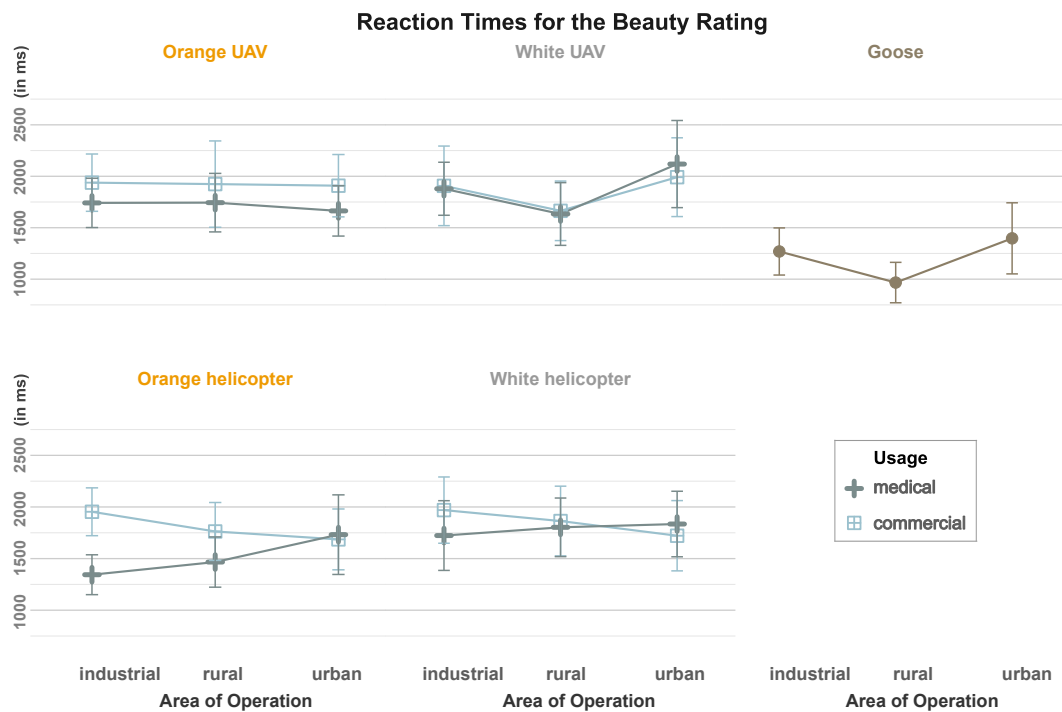 Reaction Times for the Beauty Rating
Orange UAV
White UAV
Goose
(in ms)
2500
2000
1500
1000
Orange helicopter
White helicopter
(in ms)
2500
2000
1500
1000
Usage
medical
commercial
industrial rural urban industrial rural urban industrial rural urban
Area of Operation Area of Operation Area of Operation